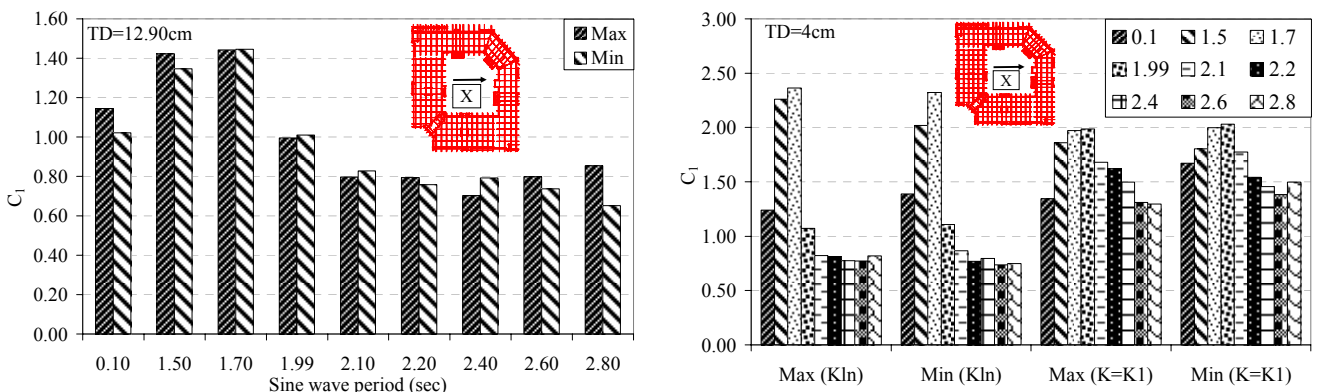 1.60
1.40
1.20
1.00
0.80
0.60
0.40
0.20
0.00
C1
TD=12.90cm
Max
Min
X
0.10 1.50 1.70 1.99 2.10 2.20 2.40 2.60 2.80
Sine wave period (sec)
3.00
2.50
2.00
1.50
1.00
0.50
0.00
C1
TD=4cm
X
0.1 1.5 1.7
1.99 2.1 2.2
2.4 2.6 2.8
Max (Kln) Min (Kln) Max (K=K1) Min (K=K1)